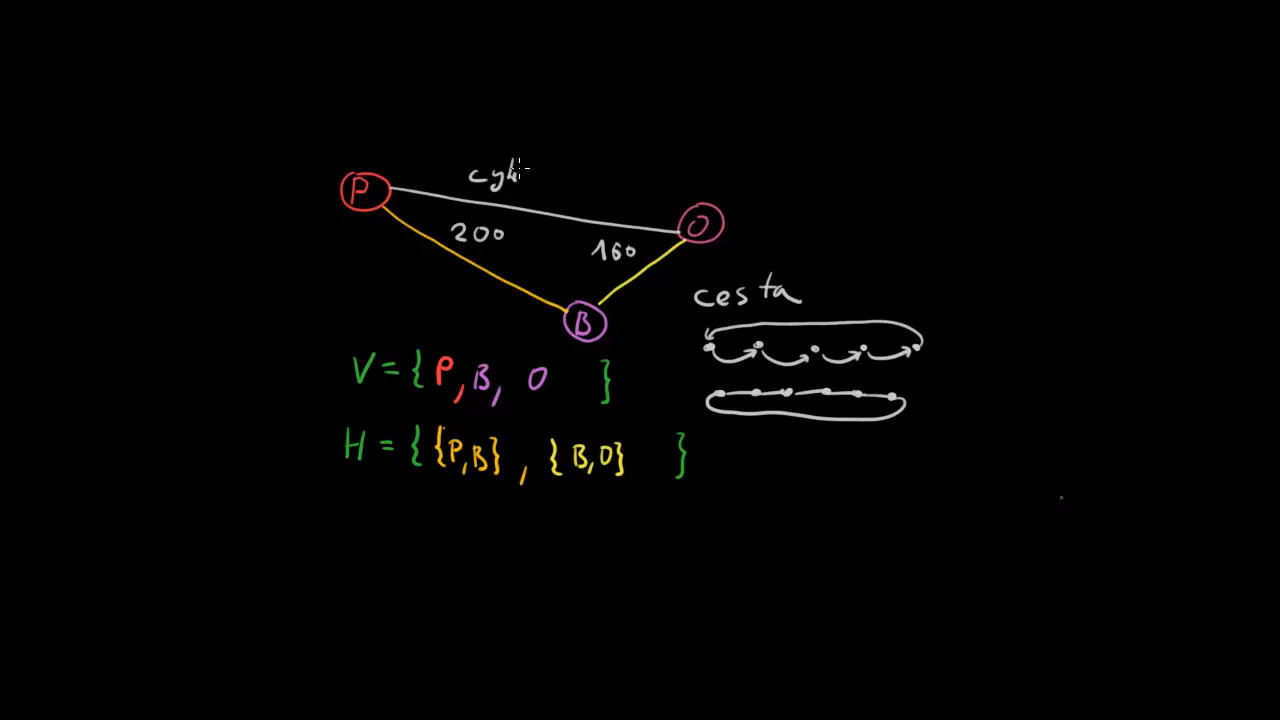 cyk
P
O
200
160
B
cesta
V = { P, B, O }
H = { {P,B} , {B,O} }